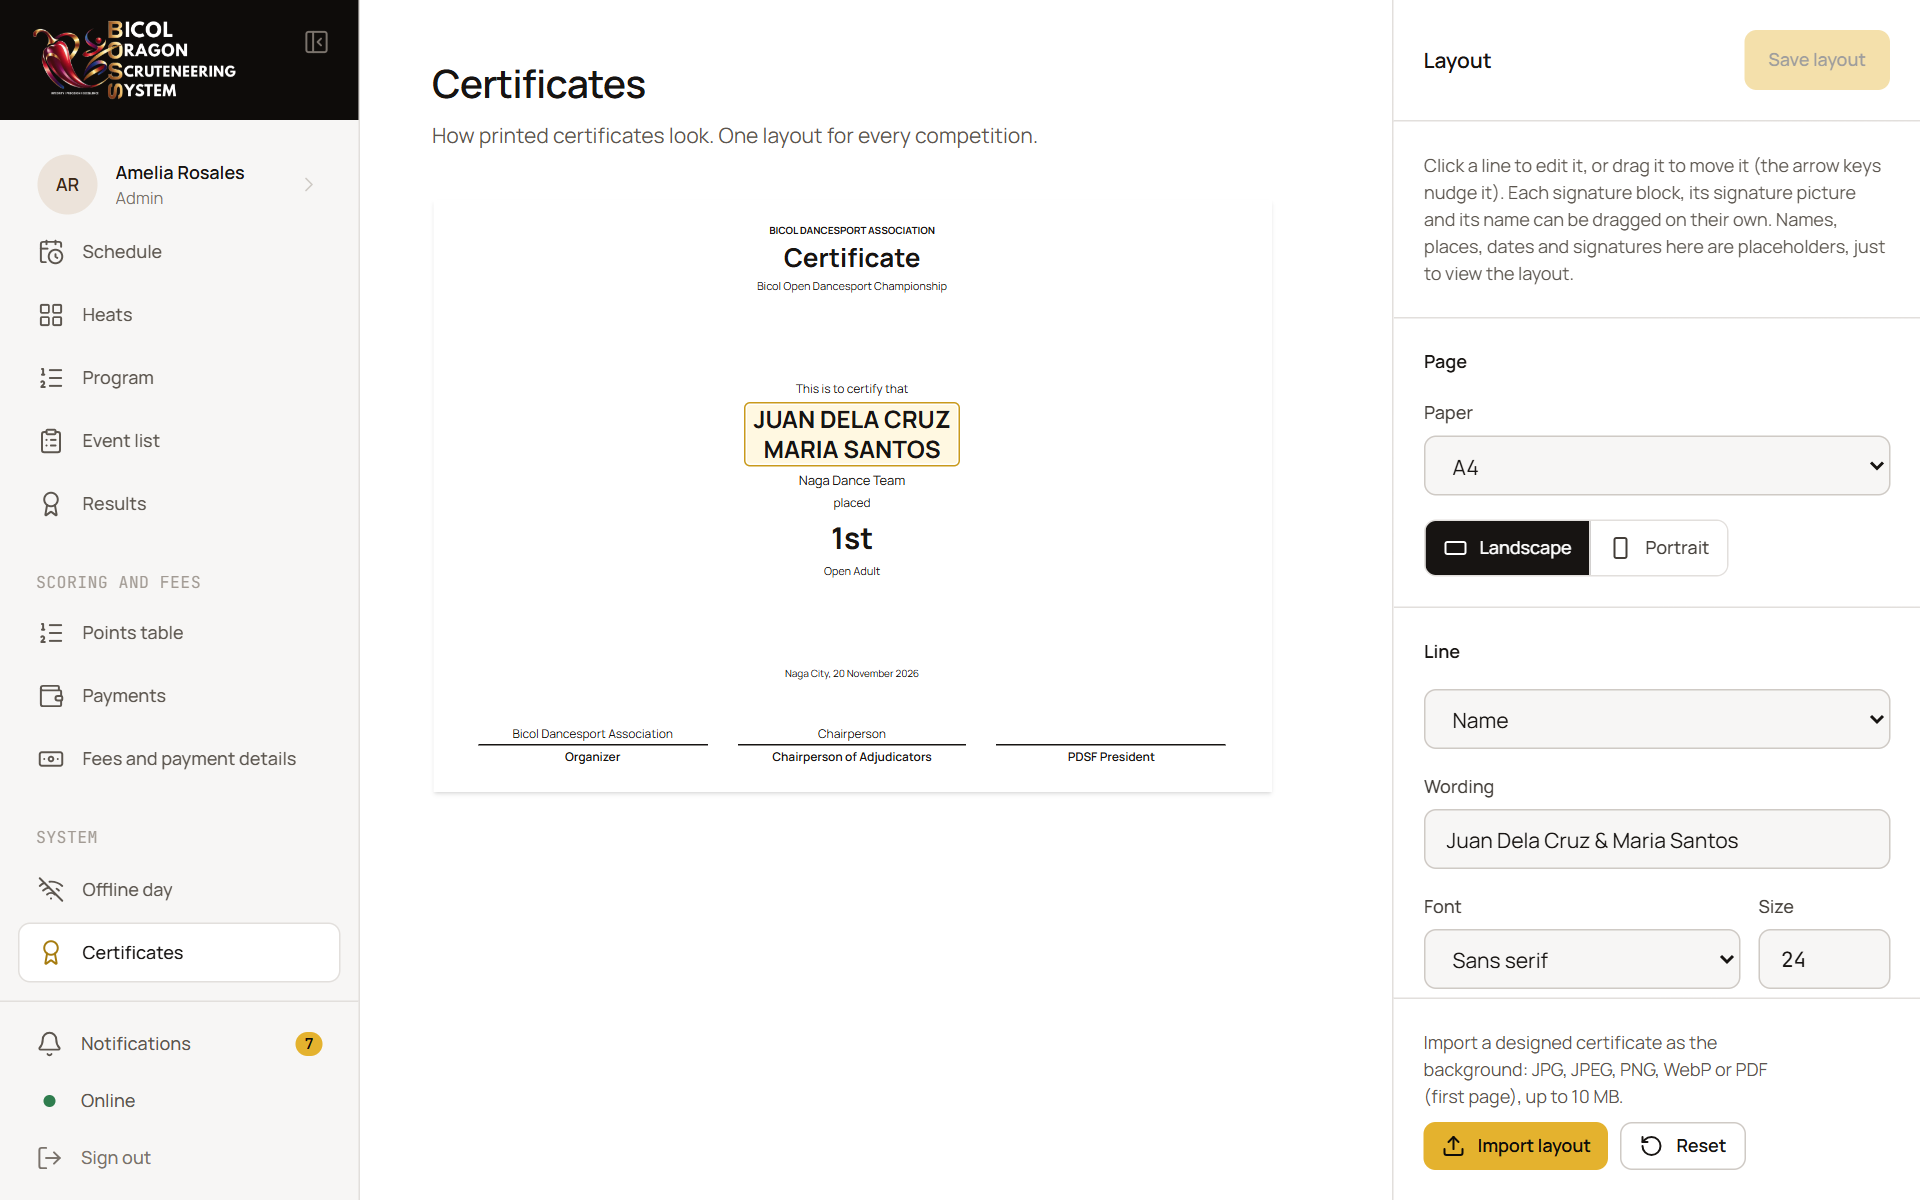 BICOL
DRAGON
SCRUTENEERING
SYSTEM
AR
Amelia Rosales
Admin
Schedule
Heats
Program
Event list
Results
SCORING AND FEES
Points table
Payments
Fees and payment details
SYSTEM
Offline day
Certificates
Notifications
7
Online
Sign out
Certificates
How printed certificates look. One layout for every competition.
BICOL DANCESPORT ASSOCIATION
Certificate
Bicol Open Dancesport Championship
This is to certify that
JUAN DELA CRUZ
MARIA SANTOS
Naga Dance Team
placed
1st
Open Adult
Naga City, 20 November 2026
Bicol Dancesport Association
Organizer
Chairperson
Chairperson of Adjudicators
PDSF President
Layout
Save layout
Click a line to edit it, or drag it to move it (the arrow keys
nudge it). Each signature block, its signature picture
and its name can be dragged on their own. Names,
places, dates and signatures here are placeholders, just
to view the layout.
Page
Paper
A4
Landscape
Portrait
Line
Name
Wording
Juan Dela Cruz & Maria Santos
Font
Size
Sans serif
24
Import a designed certificate as the
background: JPG, JPEG, PNG, WebP or PDF
(first page), up to 10 MB.
Import layout
Reset